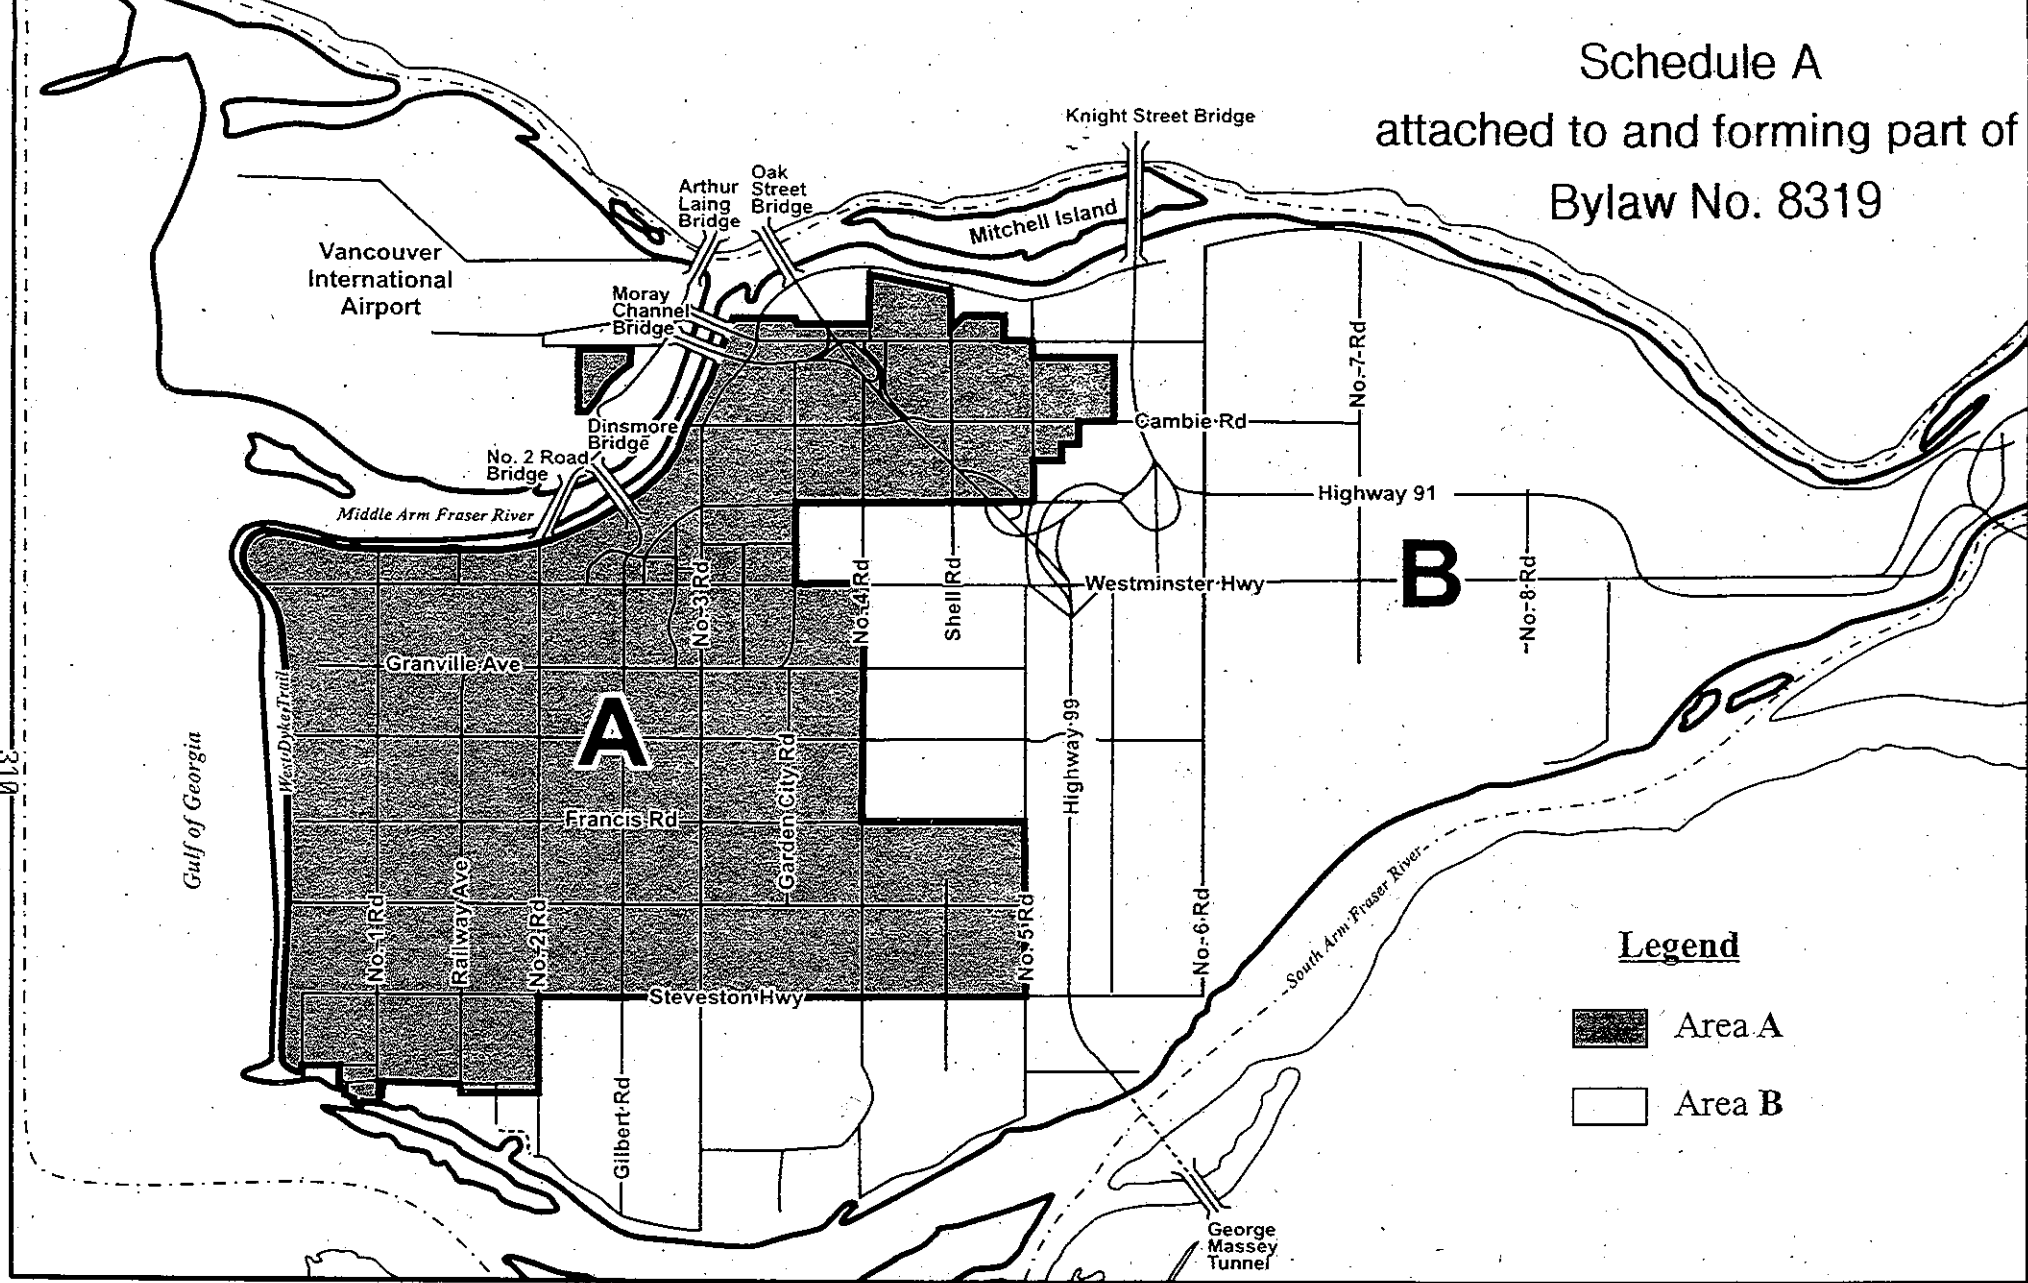 Schedule A
attached to and forming part of
Bylaw No. 8319
Knight Street Bridge
Oak
Street
Bridge
Arthur
Laing
Bridge
Mitchell Island
Vancouver
International
Airport
Moray
Channel
Bridge
No. 7 Rd
Dinsmore
Bridge
Cambie Rd
No. 2 Road
Bridge
Highway 91
Middle Arm Fraser River
B
No. 3 Rd
No. 4 Rd
Shell Rd
Westminster Hwy
No. 8 Rd
Granville Ave
West Dyke Trail
A
Garden City Rd
Highway 99
310
Gulf of Georgia
Francis Rd
No. 1 Rd
Railway Ave
No. 2 Rd
No. 5 Rd
No. 6 Rd
South Arm Fraser River
Steveston Hwy
Gilbert Rd
Legend
Area A
Area B
George
Massey
Tunnel